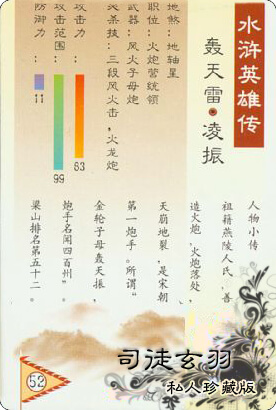 水浒英雄传
轰天雷·凌振
地煞：地轴星
职位：火炮营统领
武器：风火子母炮
杀技：三段风火击，火龙炮
攻击力：
63
攻击范围：
99
防御力：
11
人物小传：
祖籍燕陵人氏，善
造火炮，火炮落处，
天崩地裂，是宋朝
第一炮手。所谓“
金轮子母轰天振，
炮手名闻四百州”
梁山排名第五十二。
52
司徒玄羽
私人珍藏版